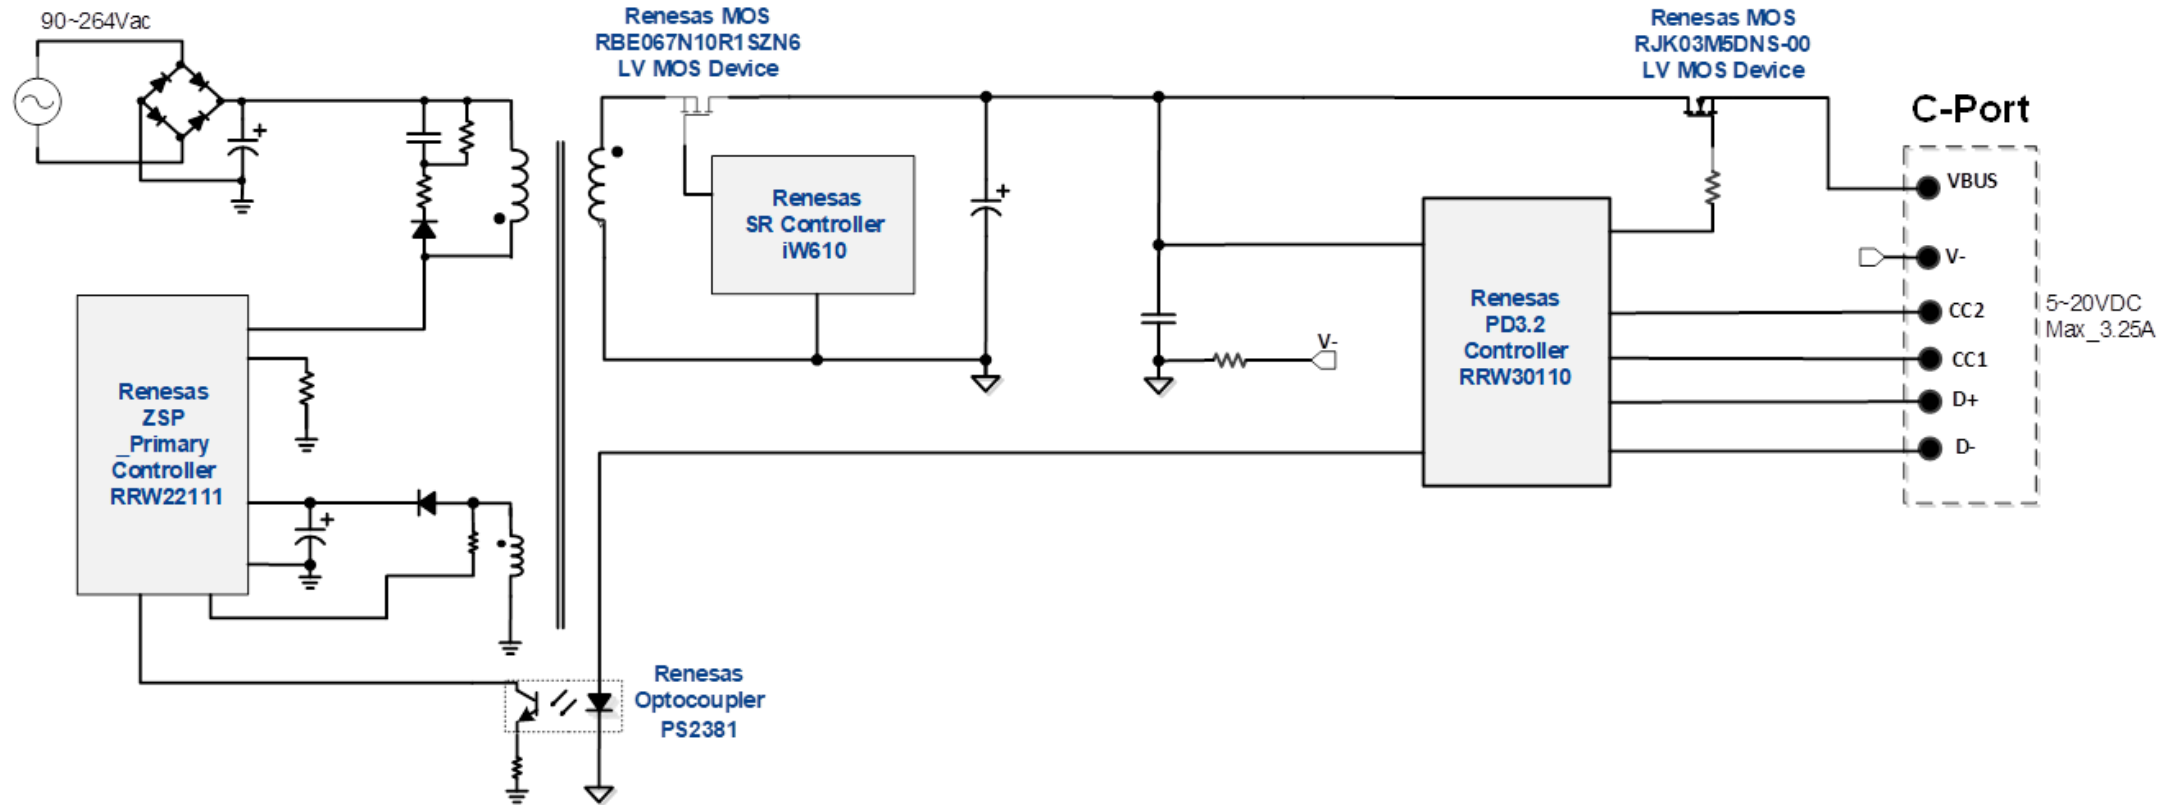 90~264Vac
Renesas MOS
RBE067N10R1SZN6
LV MOS Device
Renesas MOS
RJK03M5DNS-00
LV MOS Device
C-Port
Renesas
SR Controller
iW610
+
+
VBUS
V-
CC2
CC1
D+
D-
5~20VDC
Max_3.25A
Renesas
PD3.2
Controller
RRW30110
V-
Renesas
ZSP
_Primary
Controller
RRW22111
+
Renesas
Optocoupler
PS2381